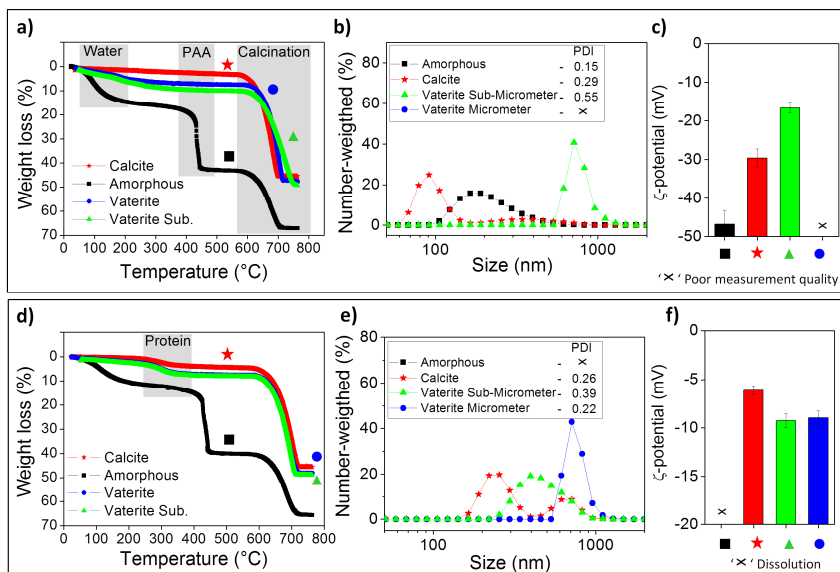 a)
Water
PAA
Calcination
0
10
20
30
40
50
60
70
Weight loss (%)
Calcite
Amorphous
Vaterite
Vaterite Sub.
0 100 200 300 400 500 600 700 800
Temperature (°C)
b)
PDI
Amorphous - 0.15
Calcite - 0.29
Vaterite Sub-Micrometer - 0.55
Vaterite Micrometer - X
80
60
40
20
0
Number-weigthed (%)
100 1000
Size (nm)
c)
0
-10
-20
-30
-40
-50
ζ-potential (mV)
X
‘X‘ Poor measurement quality
d)
Protein
0
10
20
30
40
50
60
70
Weight loss (%)
Calcite
Amorphous
Vaterite
Vaterite Sub.
0 100 200 300 400 500 600 700 800
Temperature (°C)
e)
PDI
Amorphous - X
Calcite - 0.26
Vaterite Sub-Micrometer - 0.39
Vaterite Micrometer - 0.22
80
60
40
20
0
Number-weigthed (%)
100 1000
Size (nm)
f)
0
-5
-10
-15
-20
ζ-potential (mV)
X
‘X‘ Dissolution